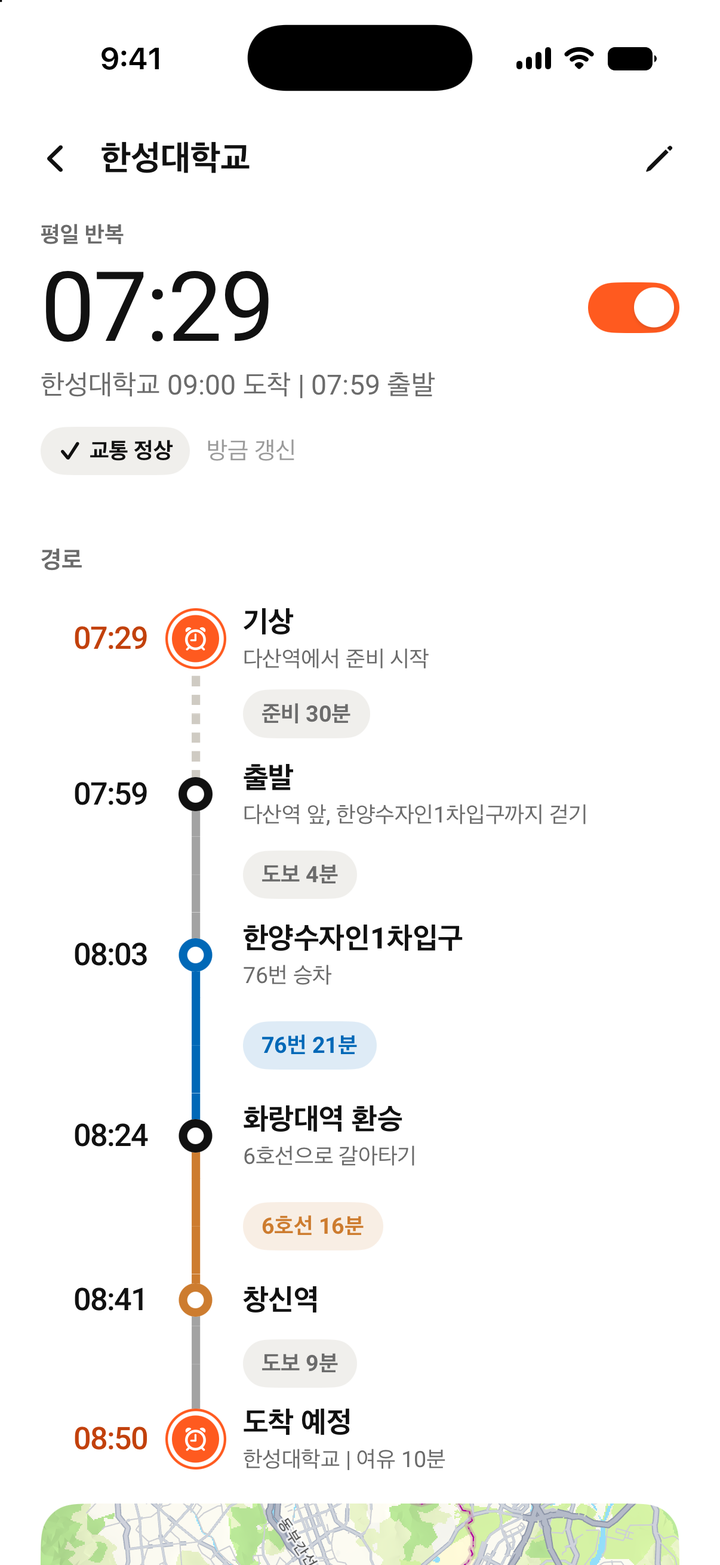 9:41
한성대학교
평일 반복
07:29
한성대학교 09:00 도착 | 07:59 출발
교통 정상 방금 갱신
경로
07:29 기상
다산역에서 준비 시작
준비 30분
07:59 출발
다산역 앞, 한양수자인1차입구까지 걷기
도보 4분
08:03 한양수자인1차입구
76번 승차
76번 21분
08:24 화랑대역 환승
6호선으로 갈아타기
6호선 16분
08:41 창신역
도보 9분
08:50 도착 예정
한성대학교 | 여유 10분
동부간선